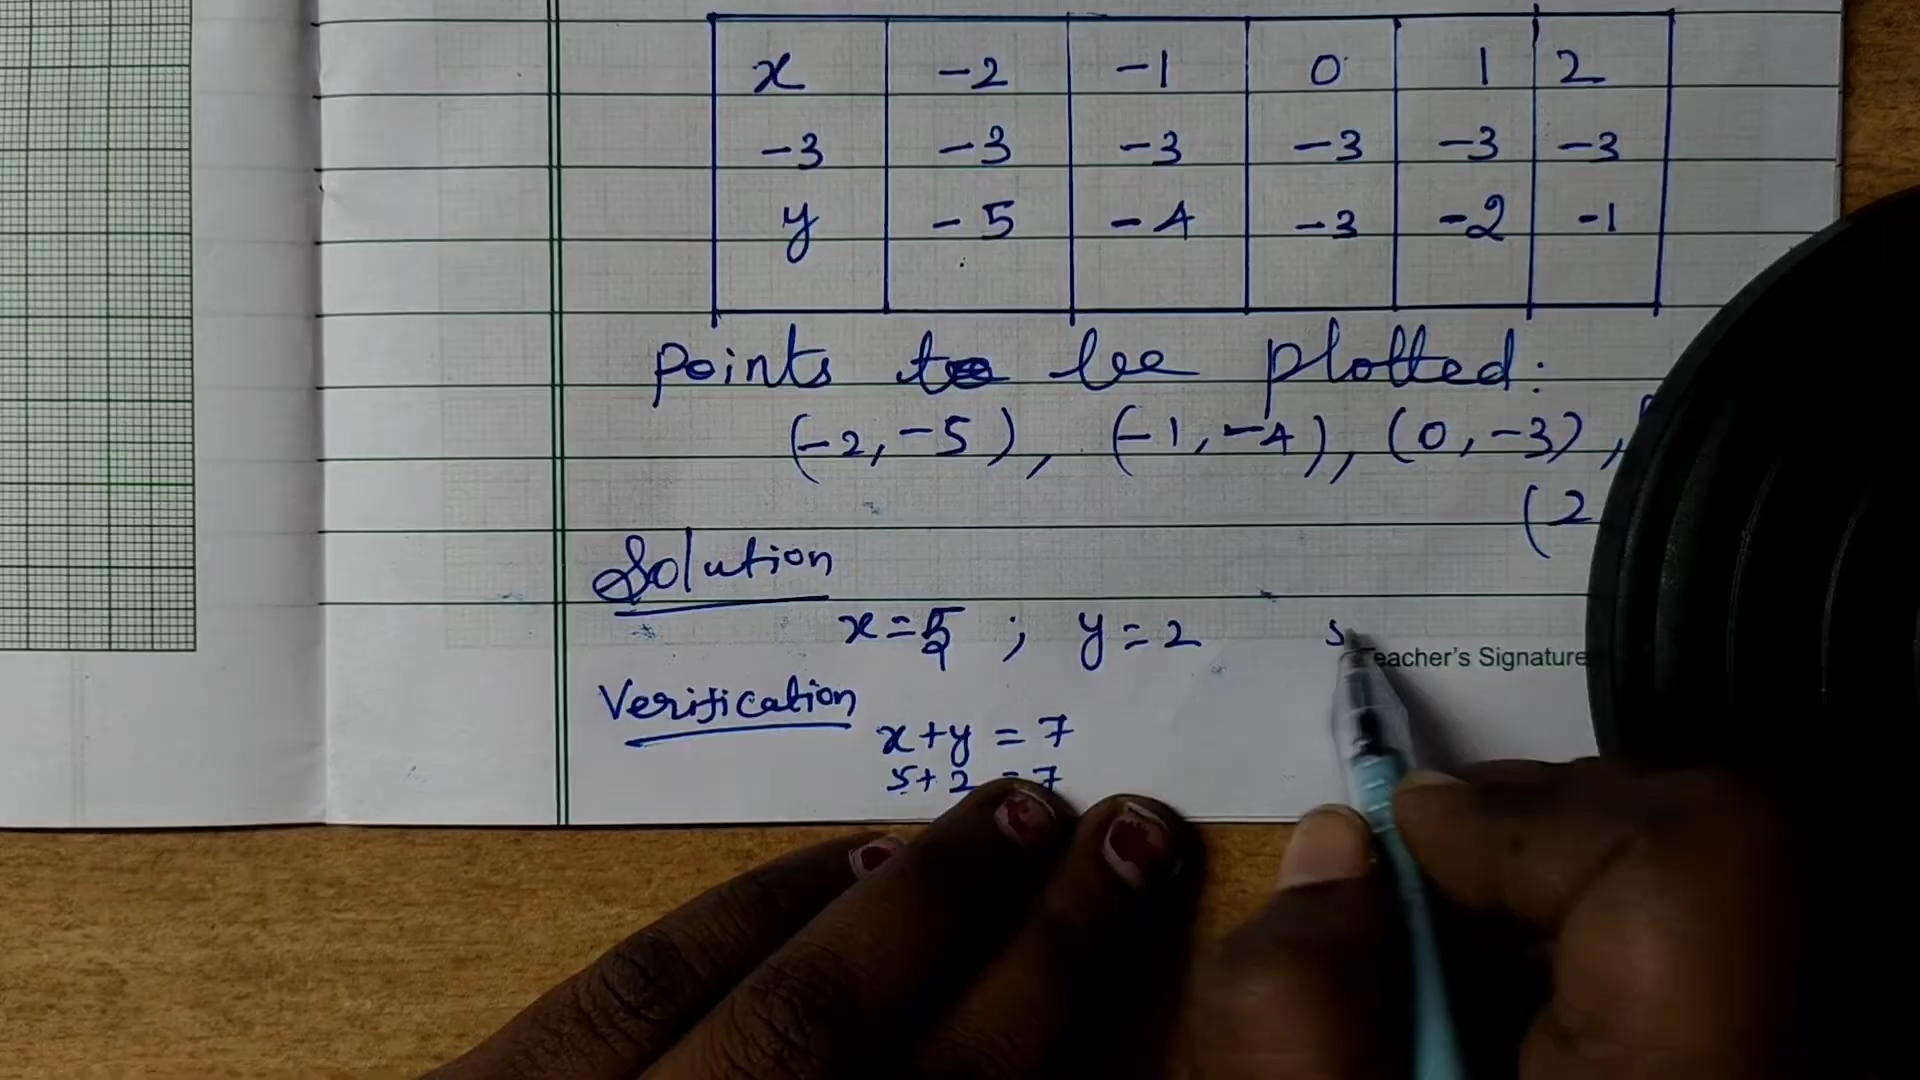 x -2 -1 0 1 2
-3 -3 -3 -3 -3 -3
y -5 -4 -3 -2 -1
Points to be plotted:
(-2, -5), (-1, -4), (0, -3),
(2
Solution
x = 5 ; y = 2
Teacher's Signature
Verification
x+y = 7
5+2 = 7